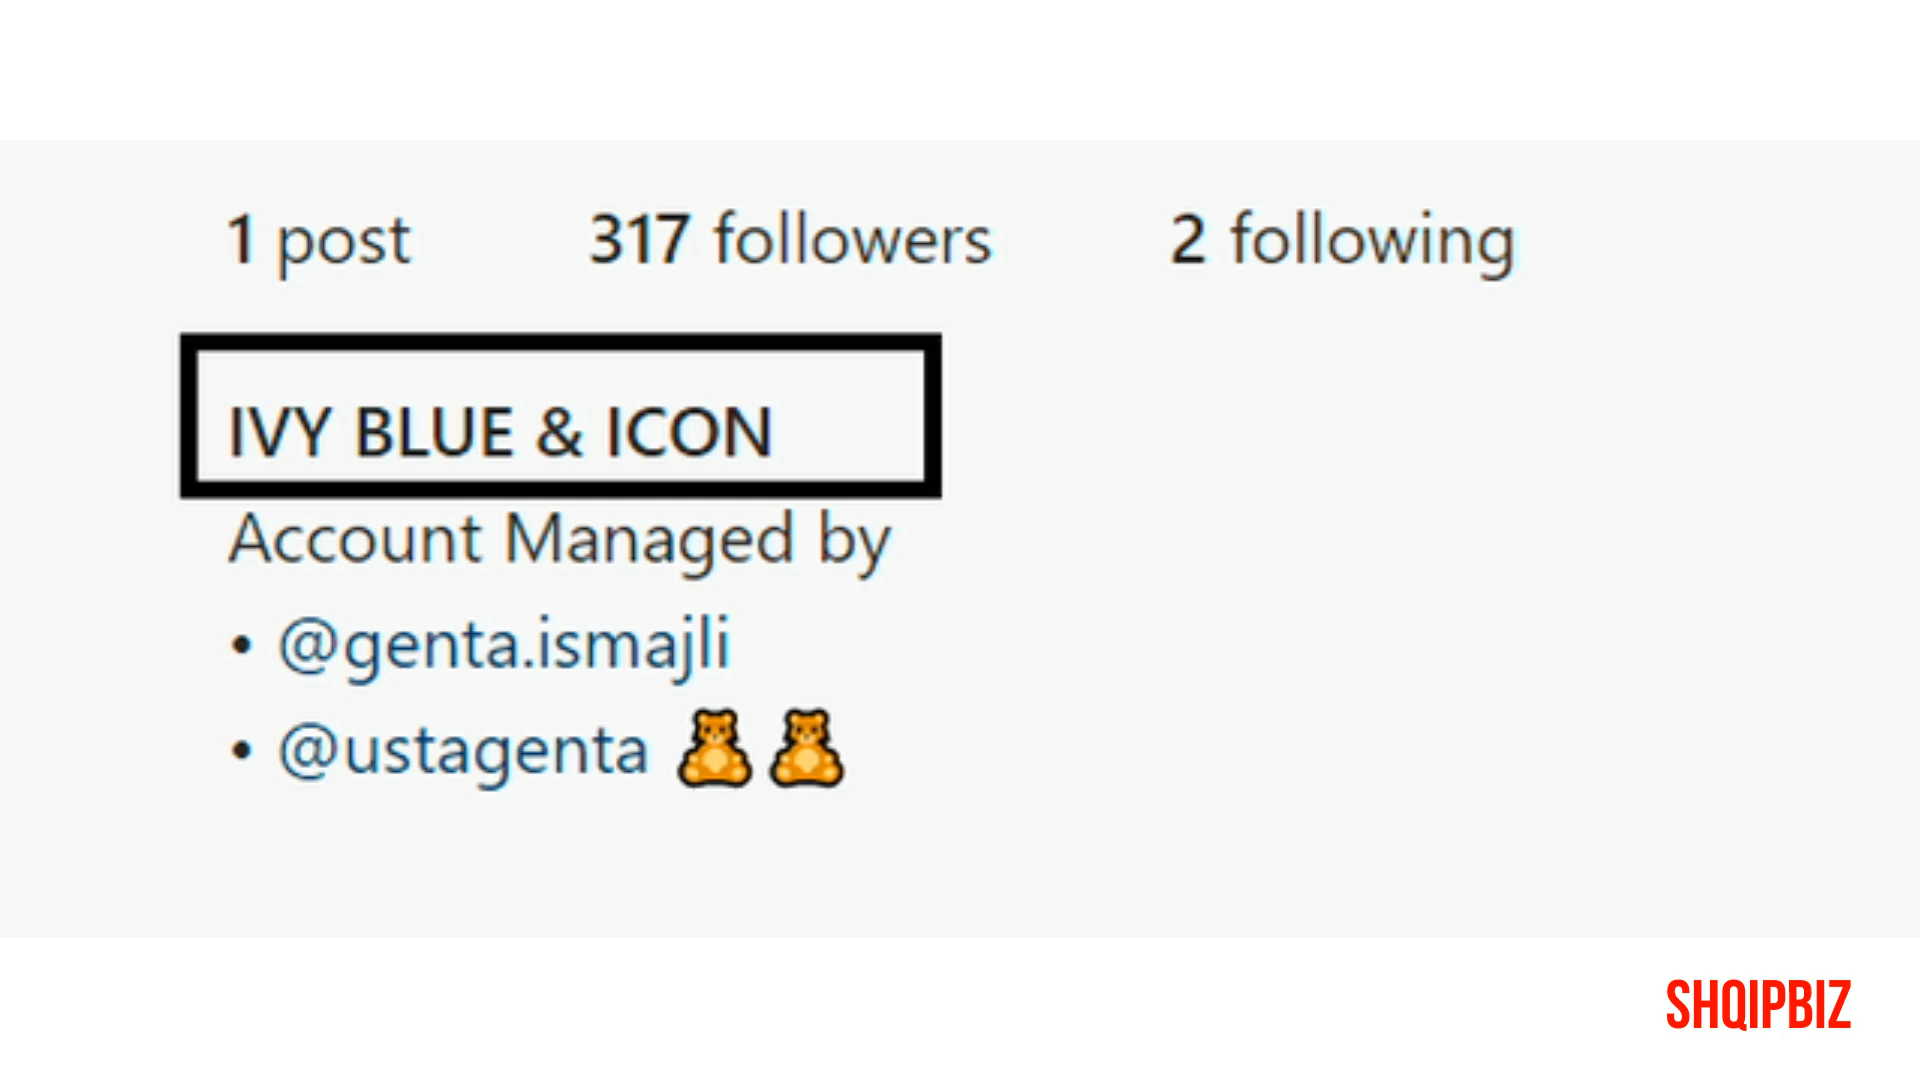 1 post 317 followers 2 following
IVY BLUE & ICON
Account Managed by
• @genta.ismajli
• @ustagenta 🧸🧸
SHQIPBIZ